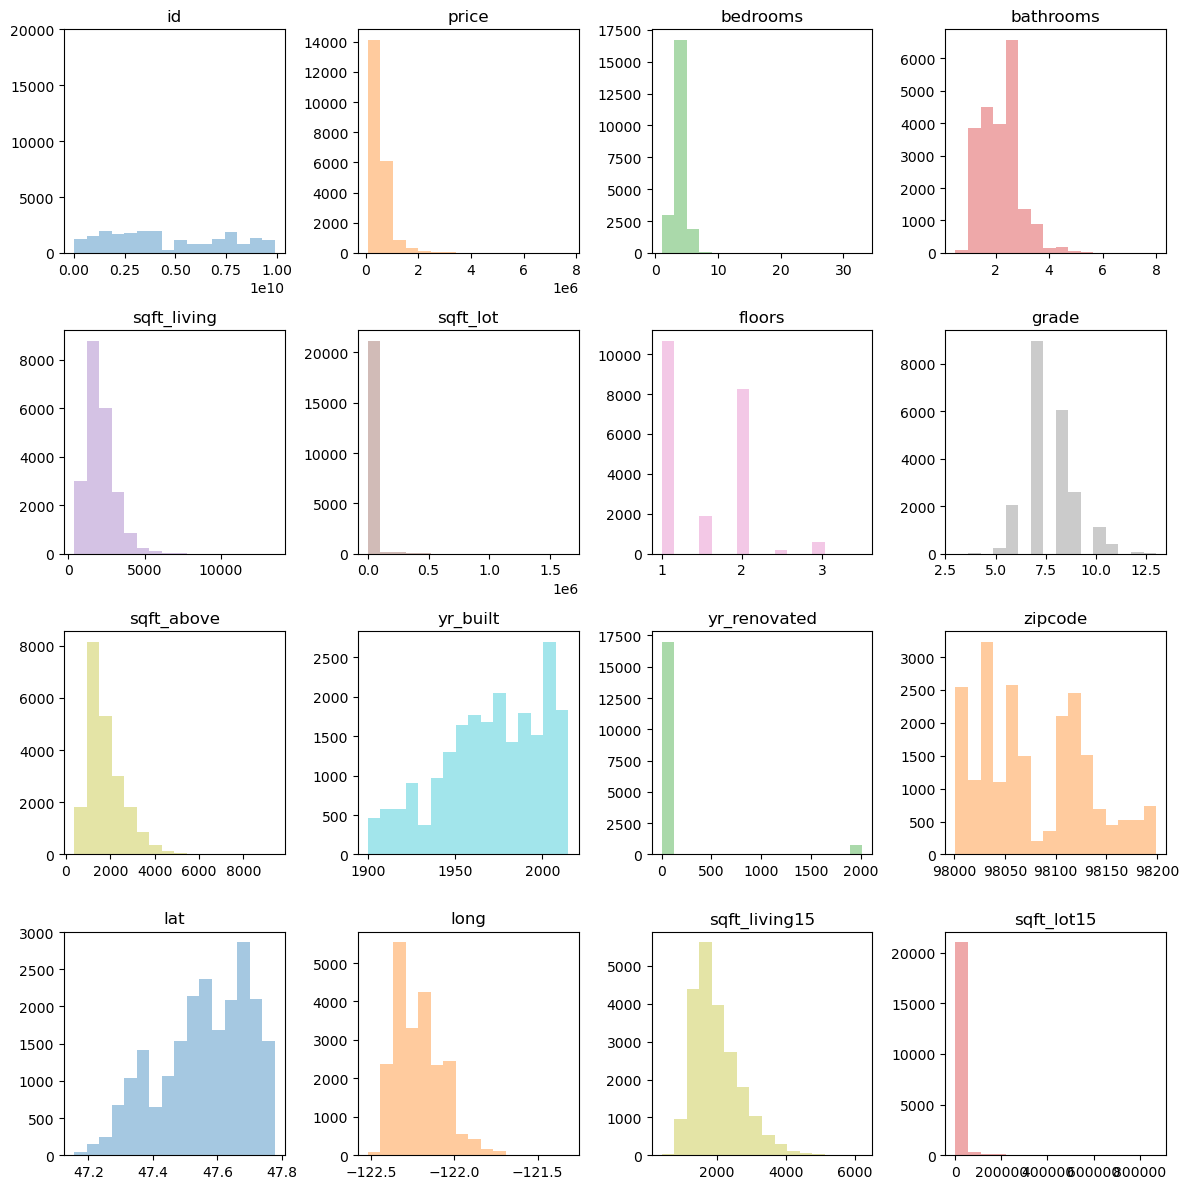 id
20000
15000
10000
5000
0
0.00 0.25 0.50 0.75 1.00
1e10
price
14000
12000
10000
8000
6000
4000
2000
0
0 2 4 6 8
1e6
bedrooms
17500
15000
12500
10000
7500
5000
2500
0
0 10 20 30
bathrooms
6000
5000
4000
3000
2000
1000
0
2 4 6 8
sqft_living
8000
6000
4000
2000
0
0 5000 10000
sqft_lot
20000
15000
10000
5000
0
0.0 0.5 1.0 1.5
1e6
floors
10000
8000
6000
4000
2000
0
1 2 3
grade
8000
6000
4000
2000
0
2.5 5.0 7.5 10.0 12.5
sqft_above
8000
6000
4000
2000
0
0 2000 4000 6000 8000
yr_built
2500
2000
1500
1000
500
0
1900 1950 2000
yr_renovated
17500
15000
12500
10000
7500
5000
2500
0
0 500 1000 1500 2000
zipcode
3000
2500
2000
1500
1000
500
0
98000 98050 98100 98150 98200
lat
3000
2500
2000
1500
1000
500
0
47.2 47.4 47.6 47.8
long
5000
4000
3000
2000
1000
0
−122.5 −122.0 −121.5
sqft_living15
5000
4000
3000
2000
1000
0
2000 4000 6000
sqft_lot15
20000
15000
10000
5000
0
0 200000 400000 600000 800000